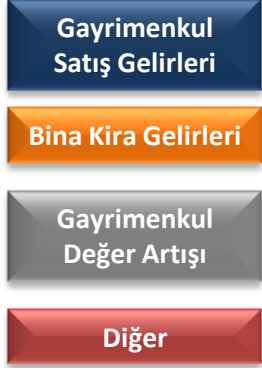 Gayrimenkul
Satış Gelirleri
Bina Kira Gelirleri
Gayrimenkul
Değer Artışı
Diğer